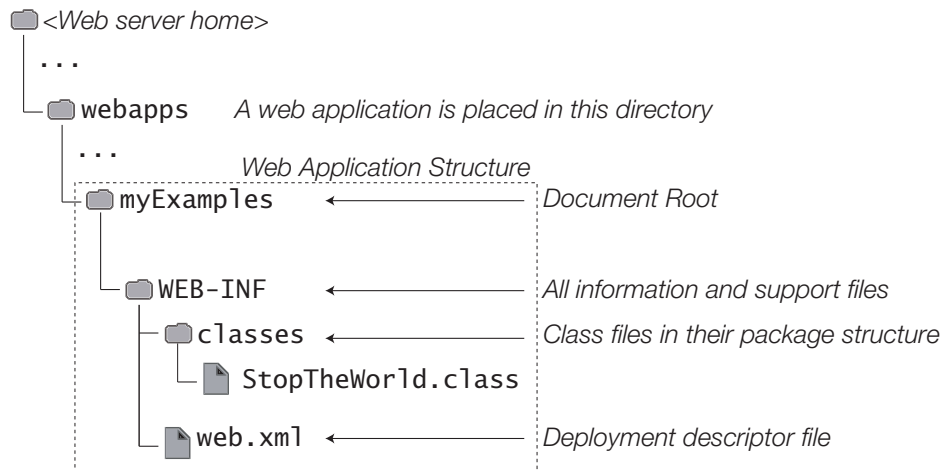 <Web server home>
...
webapps A web application is placed in this directory
...
Web Application Structure
myExamples Document Root
WEB-INF All information and support files
classes Class files in their package structure
StopTheWorld.class
web.xml Deployment descriptor file